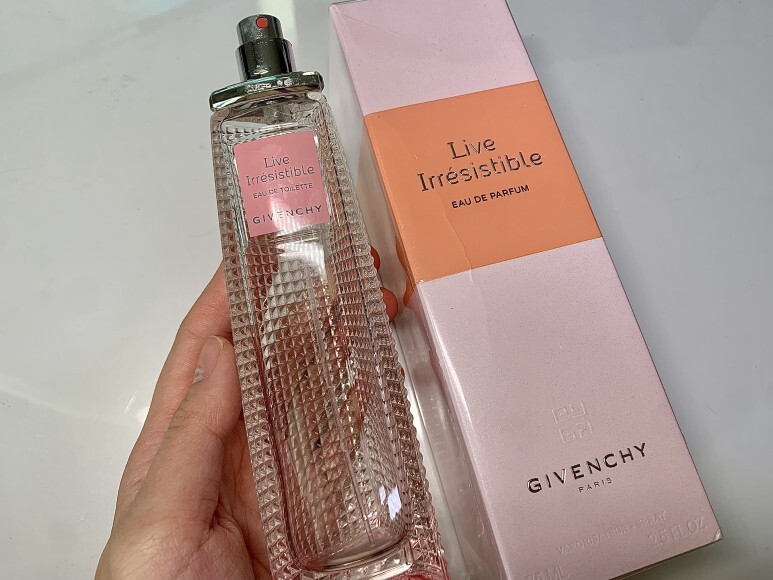 Live
Irrésistible
EAU DE TOILETTE
GIVENCHY
Live
Irrésistible
EAU DE PARFUM
GIVENCHY
PARIS
2.5 FL.OZ